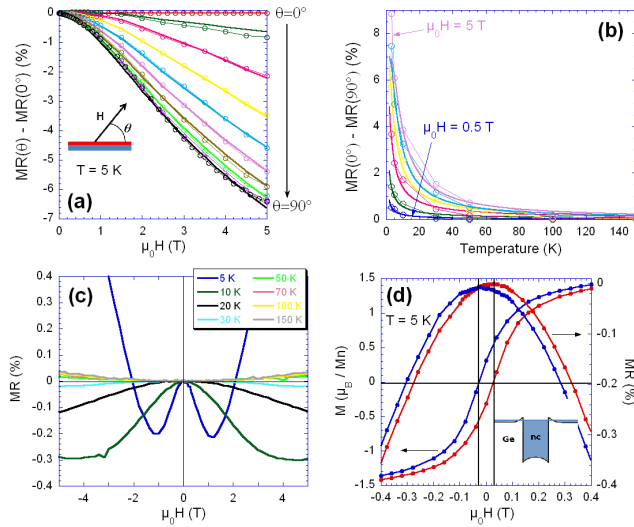 0
-1
-2
-3
-4
-5
-6
-7
MR(θ) - MR(0°) (%)
0 1 2 3 4 5
μ₀H (T)
θ=0°
θ=90°
H
θ
T = 5 K
(a)
9
8
7
6
5
4
3
2
1
0
MR(0°) - MR(90°) (%)
20 40 60 80 100 120 140
Temperature (K)
μ₀H = 5 T
μ₀H = 0.5 T
(b)
0.4
0.3
0.2
0.1
0
-0.1
-0.2
-0.3
-0.4
MR (%)
-4 -2 0 2 4
μ₀H (T)
(c)
5 K 50 K
10 K 70 K
20 K 100 K
30 K 150 K
1.5
1
0.5
0
-0.5
-1
-1.5
M (μB / Mn)
-0.4 -0.3 -0.2 -0.1 0 0.1 0.2 0.3 0.4
μ₀H (T)
0
-0.1
-0.2
-0.3
-0.4
MR (%)
T = 5 K
(d)
Ge nc